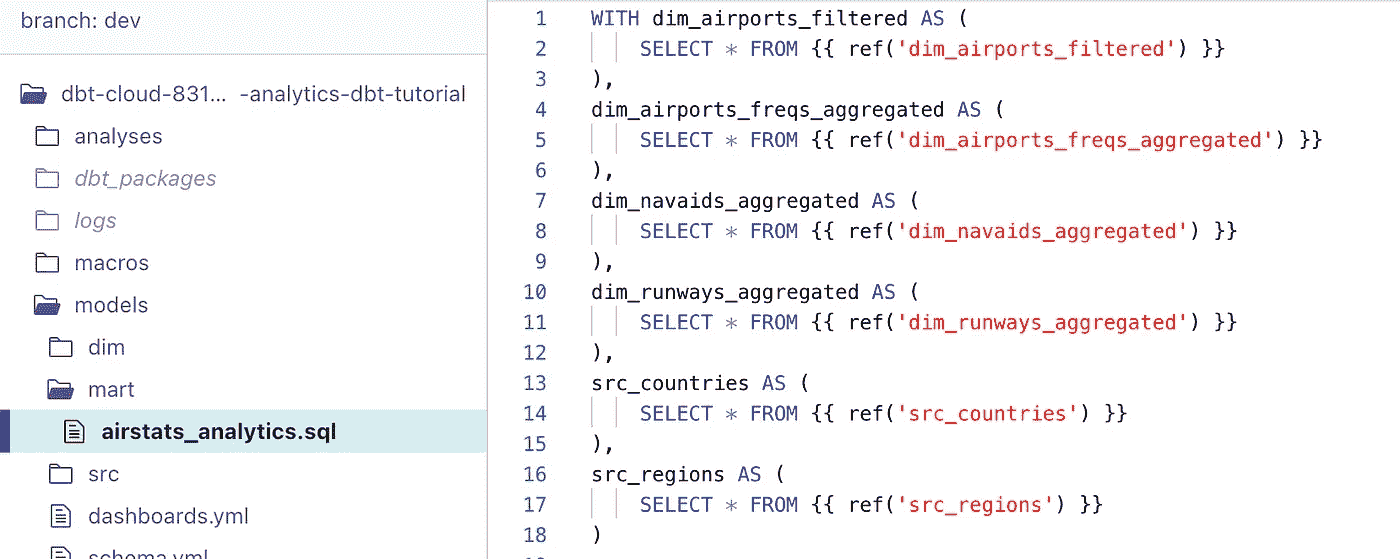 branch: dev
dbt-cloud-831... -analytics-dbt-tutorial
analyses
dbt_packages
logs
macros
models
dim
mart
airstats_analytics.sql
src
dashboards.yml
schema.yml
1 WITH dim_airports_filtered AS (
2 SELECT * FROM {{ ref('dim_airports_filtered') }}
3 ),
4 dim_airports_freqs_aggregated AS (
5 SELECT * FROM {{ ref('dim_airports_freqs_aggregated') }}
6 ),
7 dim_navaids_aggregated AS (
8 SELECT * FROM {{ ref('dim_navaids_aggregated') }}
9 ),
10 dim_runways_aggregated AS (
11 SELECT * FROM {{ ref('dim_runways_aggregated') }}
12 ),
13 src_countries AS (
14 SELECT * FROM {{ ref('src_countries') }}
15 ),
16 src_regions AS (
17 SELECT * FROM {{ ref('src_regions') }}
18 )